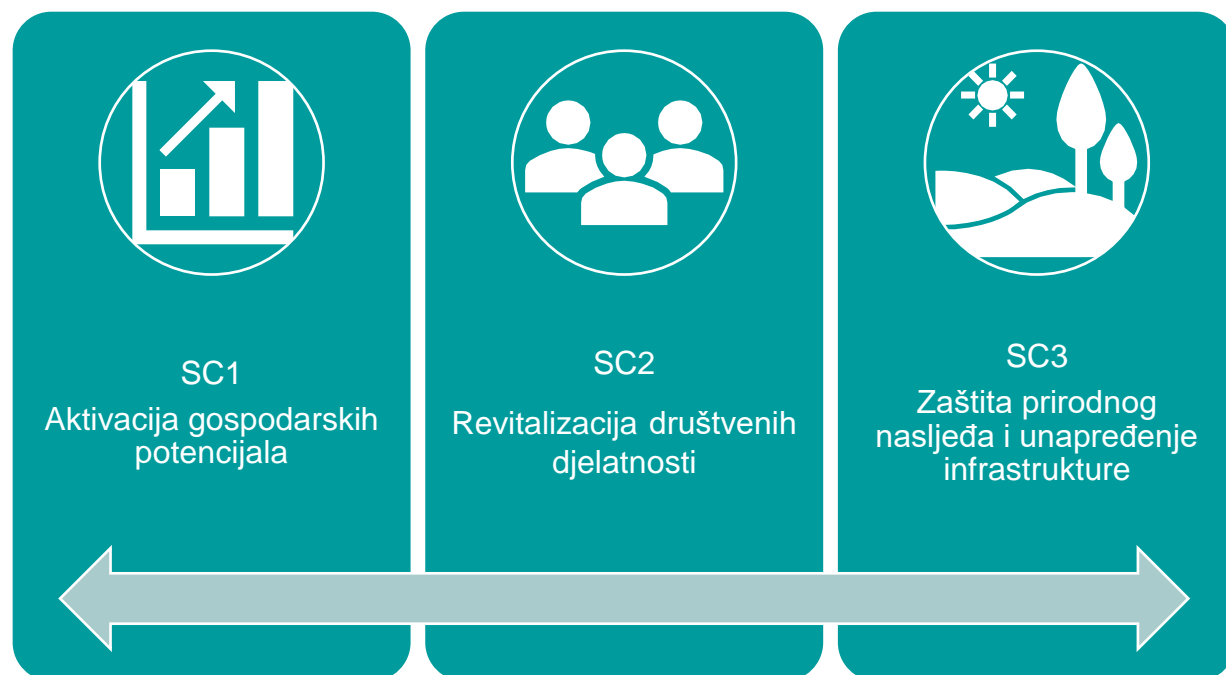 SC1
Aktivacija gospodarskih
potencijala
SC2
Revitalizacija društvenih
djelatnosti
SC3
Zaštita prirodnog
nasljeđa i unapređenje
infrastrukture